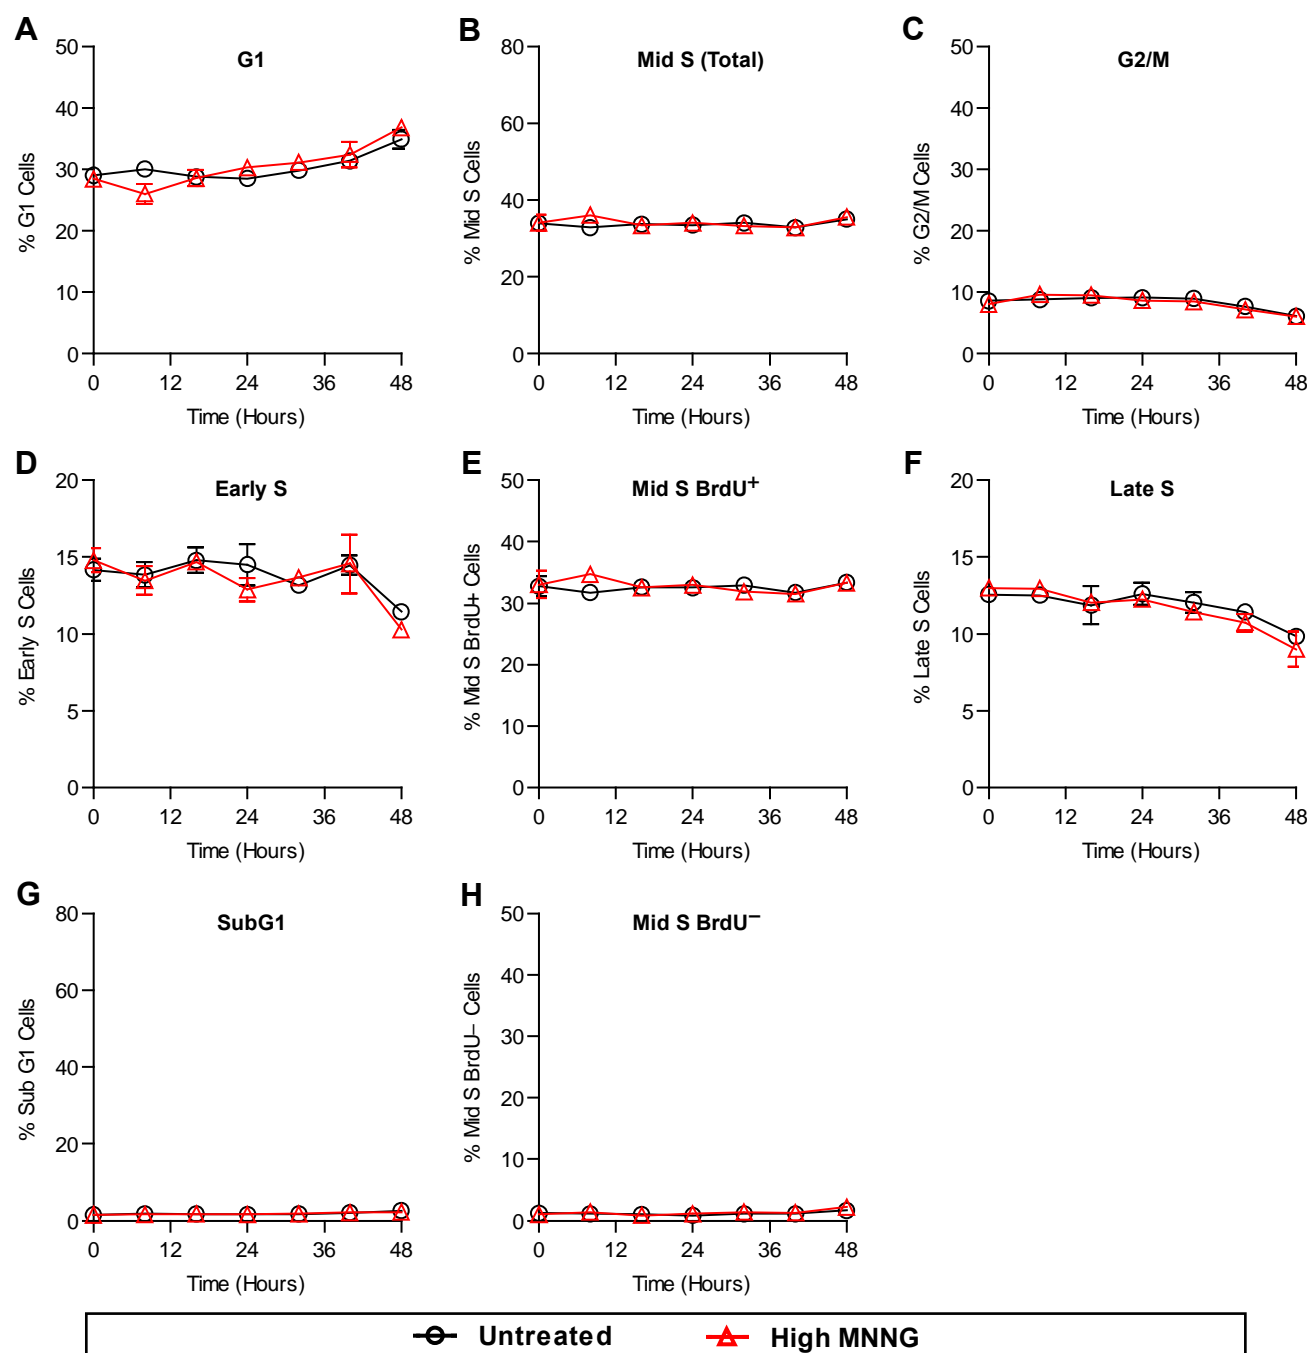 A
G1
% G1 Cells
50
40
30
20
10
0
0 12 24 36 48
Time (Hours)
B
Mid S (Total)
% Mid S Cells
80
60
40
20
0
0 12 24 36 48
Time (Hours)
C
G2/M
% G2/M Cells
50
40
30
20
10
0
0 12 24 36 48
Time (Hours)
D
Early S
% Early S Cells
20
15
10
5
0
0 12 24 36 48
Time (Hours)
E
Mid S BrdU+
% Mid S BrdU+ Cells
50
40
30
20
10
0
0 12 24 36 48
Time (Hours)
F
Late S
% Late S Cells
20
15
10
5
0
0 12 24 36 48
Time (Hours)
G
SubG1
% Sub G1 Cells
80
60
40
20
0
0 12 24 36 48
Time (Hours)
H
Mid S BrdU−
% Mid S BrdU− Cells
50
40
30
20
10
0
0 12 24 36 48
Time (Hours)
Untreated High MNNG